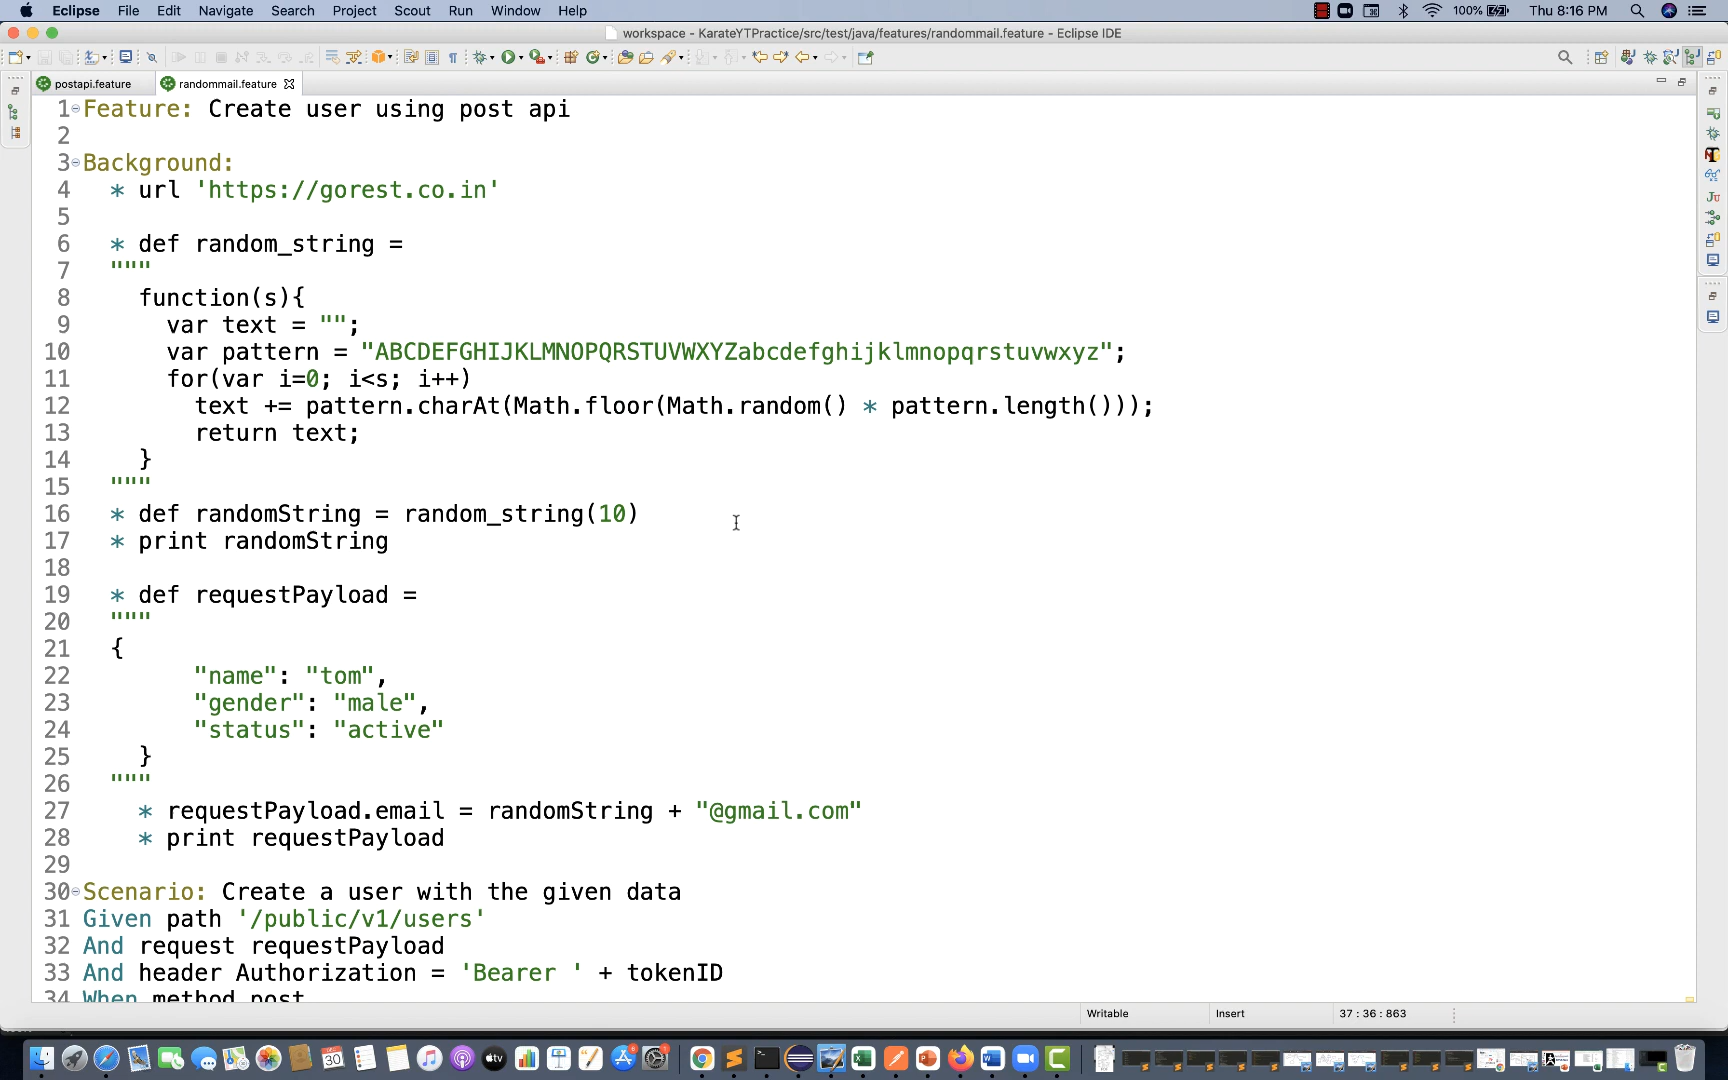 Eclipse File Edit Navigate Search Project Scout Run Window Help 100% Thu 8:16 PM
workspace - KarateYTPractice/src/test/java/features/randommail.feature - Eclipse IDE
postapi.feature randommail.feature
1 Feature: Create user using post api
2
3 Background:
4 * url 'https://gorest.co.in'
5
6 * def random_string =
7 """
8 function(s){
9 var text = "";
10 var pattern = "ABCDEFGHIJKLMNOPQRSTUVWXYZabcdefghijklmnopqrstuvwxyz";
11 for(var i=0; i<s; i++)
12 text += pattern.charAt(Math.floor(Math.random() * pattern.length()));
13 return text;
14 }
15 """
16 * def randomString = random_string(10)
17 * print randomString
18
19 * def requestPayload =
20 """
21 {
22 "name": "tom",
23 "gender": "male",
24 "status": "active"
25 }
26 """
27 * requestPayload.email = randomString + "@gmail.com"
28 * print requestPayload
29
30 Scenario: Create a user with the given data
31 Given path '/public/v1/users'
32 And request requestPayload
33 And header Authorization = 'Bearer ' + tokenID
34 When method post
Writable Insert 37 : 36 : 863